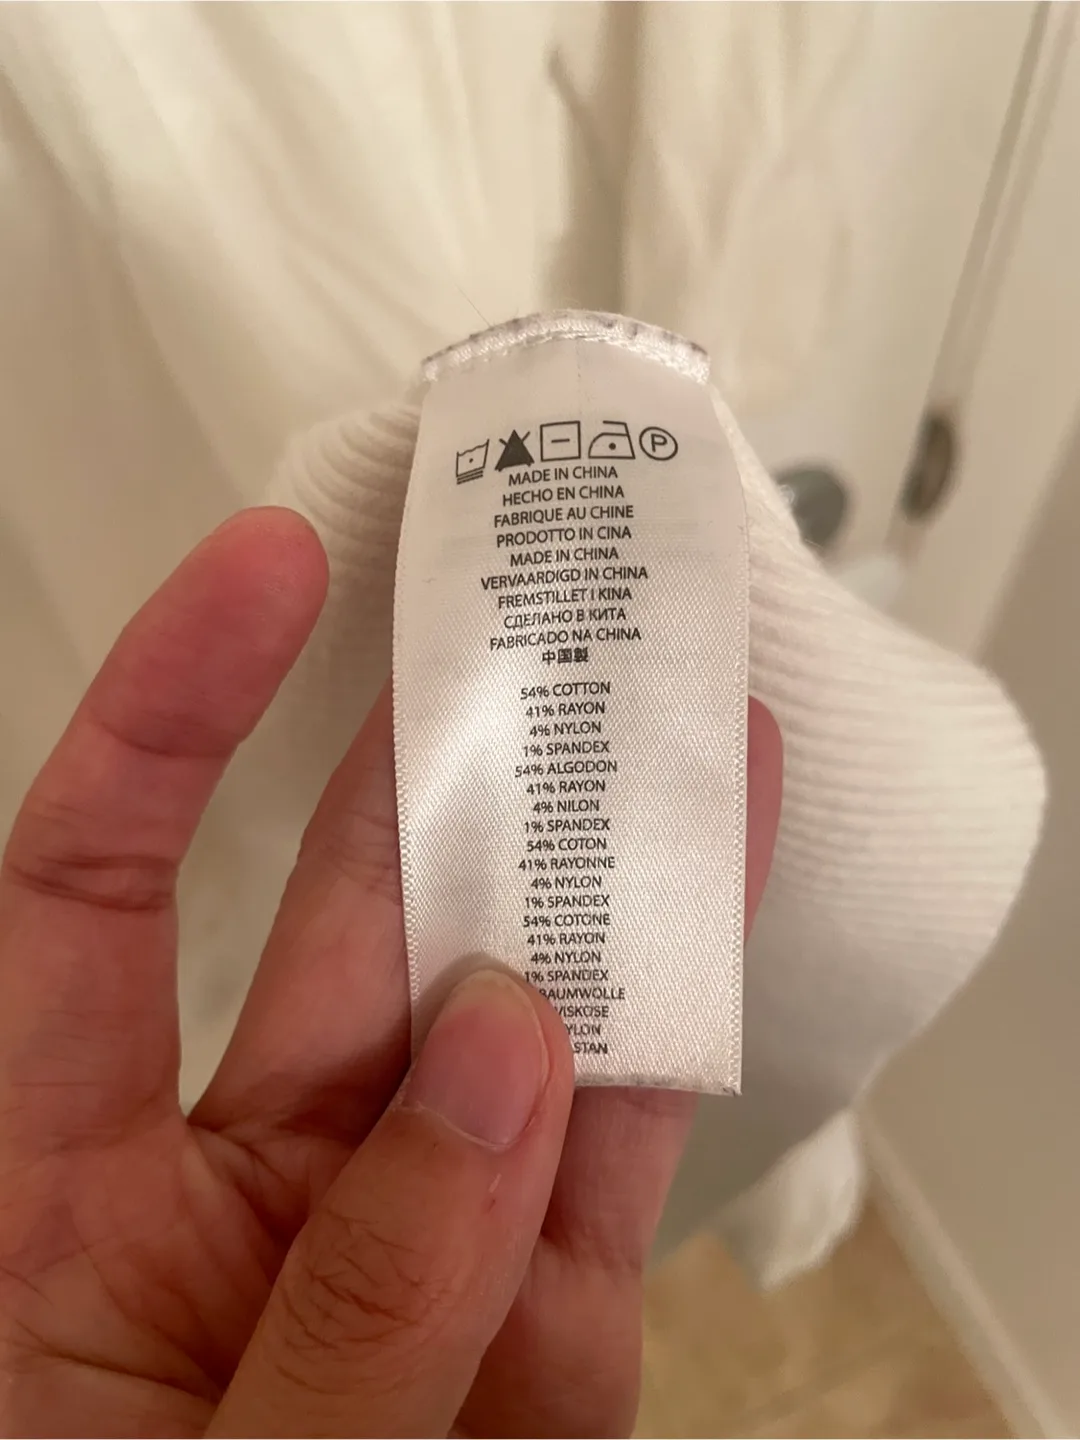 P
MADE IN CHINA
HECHO EN CHINA
FABRIQUE AU CHINE
PRODOTTO IN CINA
MADE IN CHINA
VERVAARDIGD IN CHINA
FREMSTILLET I KINA
СДЕЛАНО В КИТА
FABRICADO NA CHINA
中国製
54% COTTON
41% RAYON
4% NYLON
1% SPANDEX
54% ALGODON
41% RAYON
4% NILON
1% SPANDEX
54% COTON
41% RAYONNE
4% NYLON
1% SPANDEX
54% COTONE
41% RAYON
4% NYLON
1% SPANDEX
BAUMWOLLE
VISKOSE